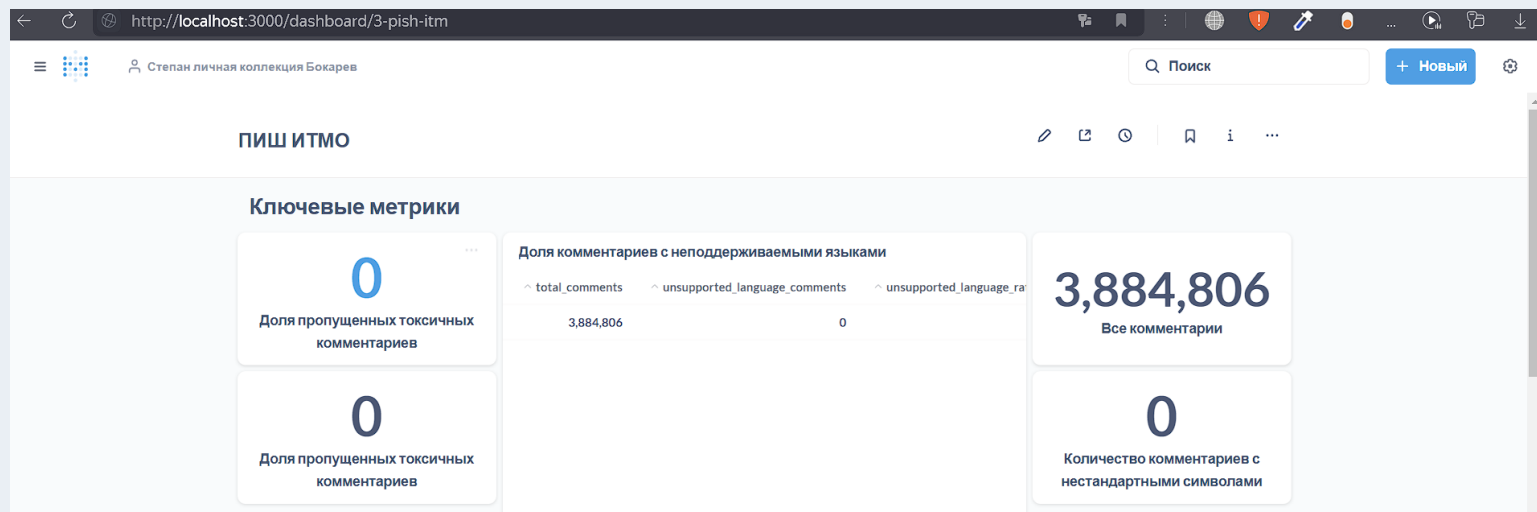 http://localhost:3000/dashboard/3-pish-itm
...
Степан личная коллекция Бокарев
Поиск
+ Новый
ПИШ ИТМО
Ключевые метрики
0
Доля пропущенных токсичных
комментариев
Доля комментариев с неподдерживаемыми языками
total_comments unsupported_language_comments unsupported_language_ra
3,884,806 0
3,884,806
Все комментарии
0
Доля пропущенных токсичных
комментариев
0
Количество комментариев с
нестандартными символами